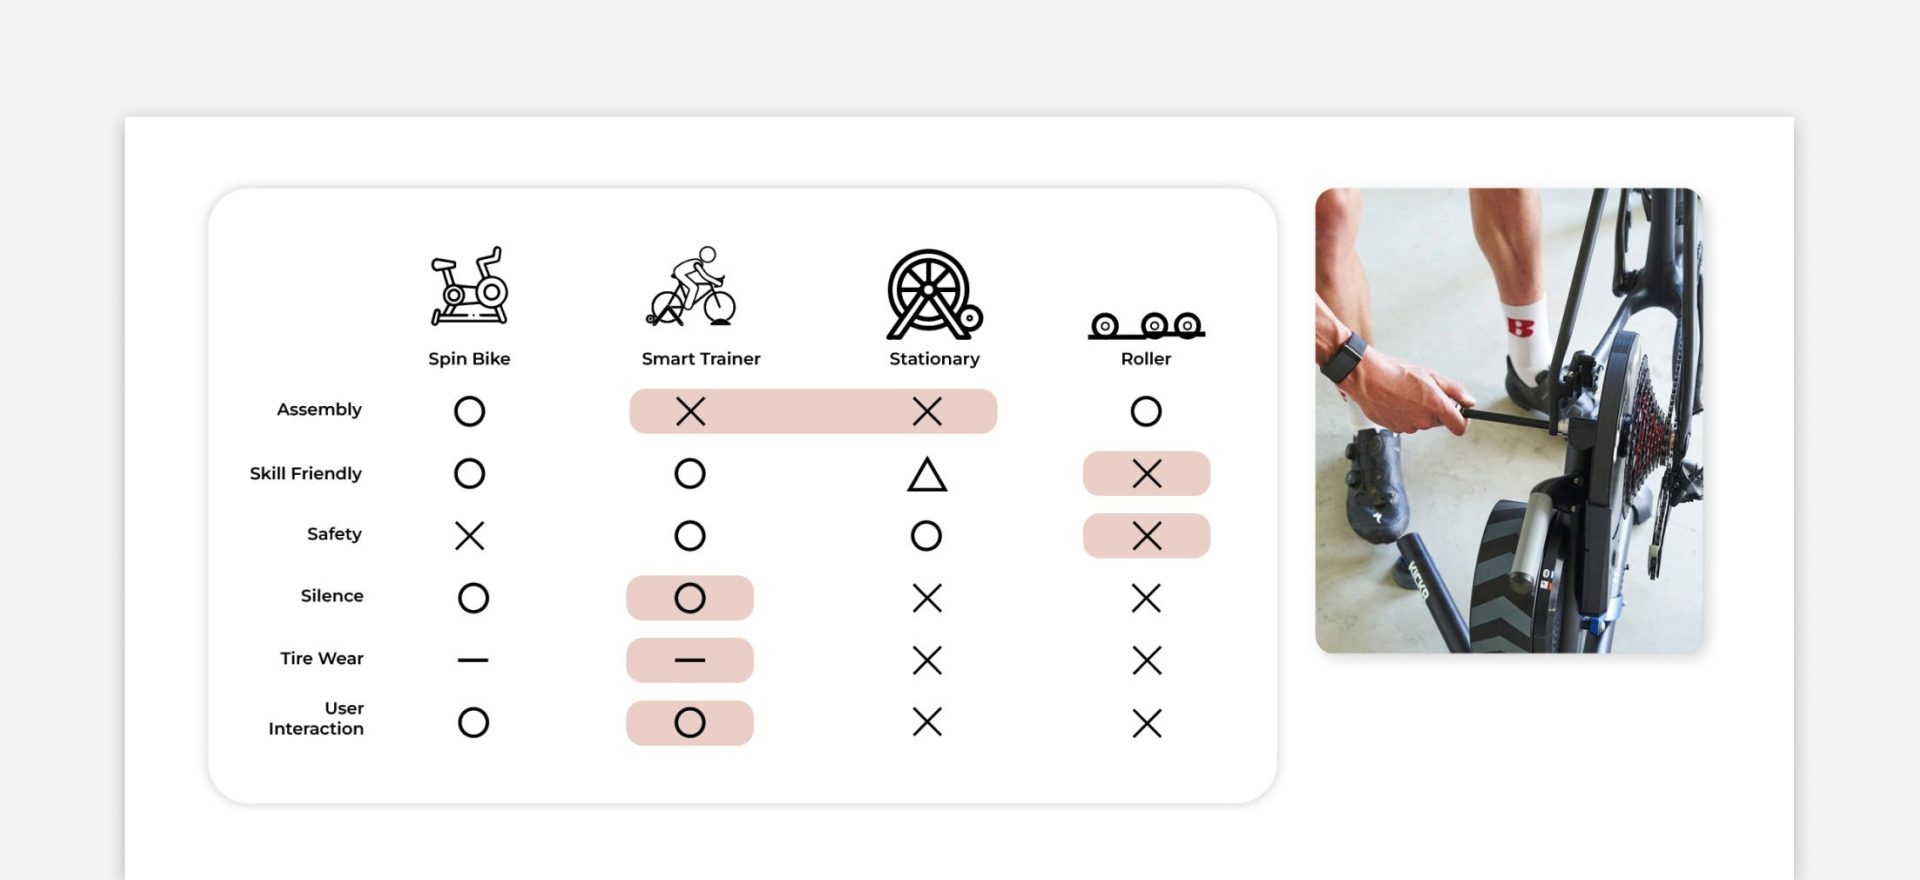 Spin Bike
Smart Trainer
Stationary
Roller
Assembly
Skill Friendly
Safety
Silence
Tire Wear
User
Interaction
B
KICKR